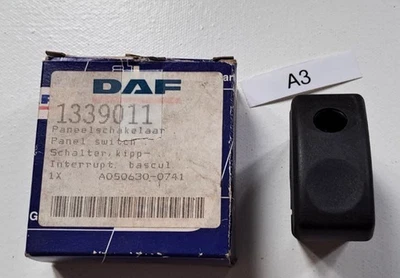 DAF
1339011
Paneelschakelaar
Panel switch
Schalter kipp-
Interrupt. bascul
1X A050630-0741
A3